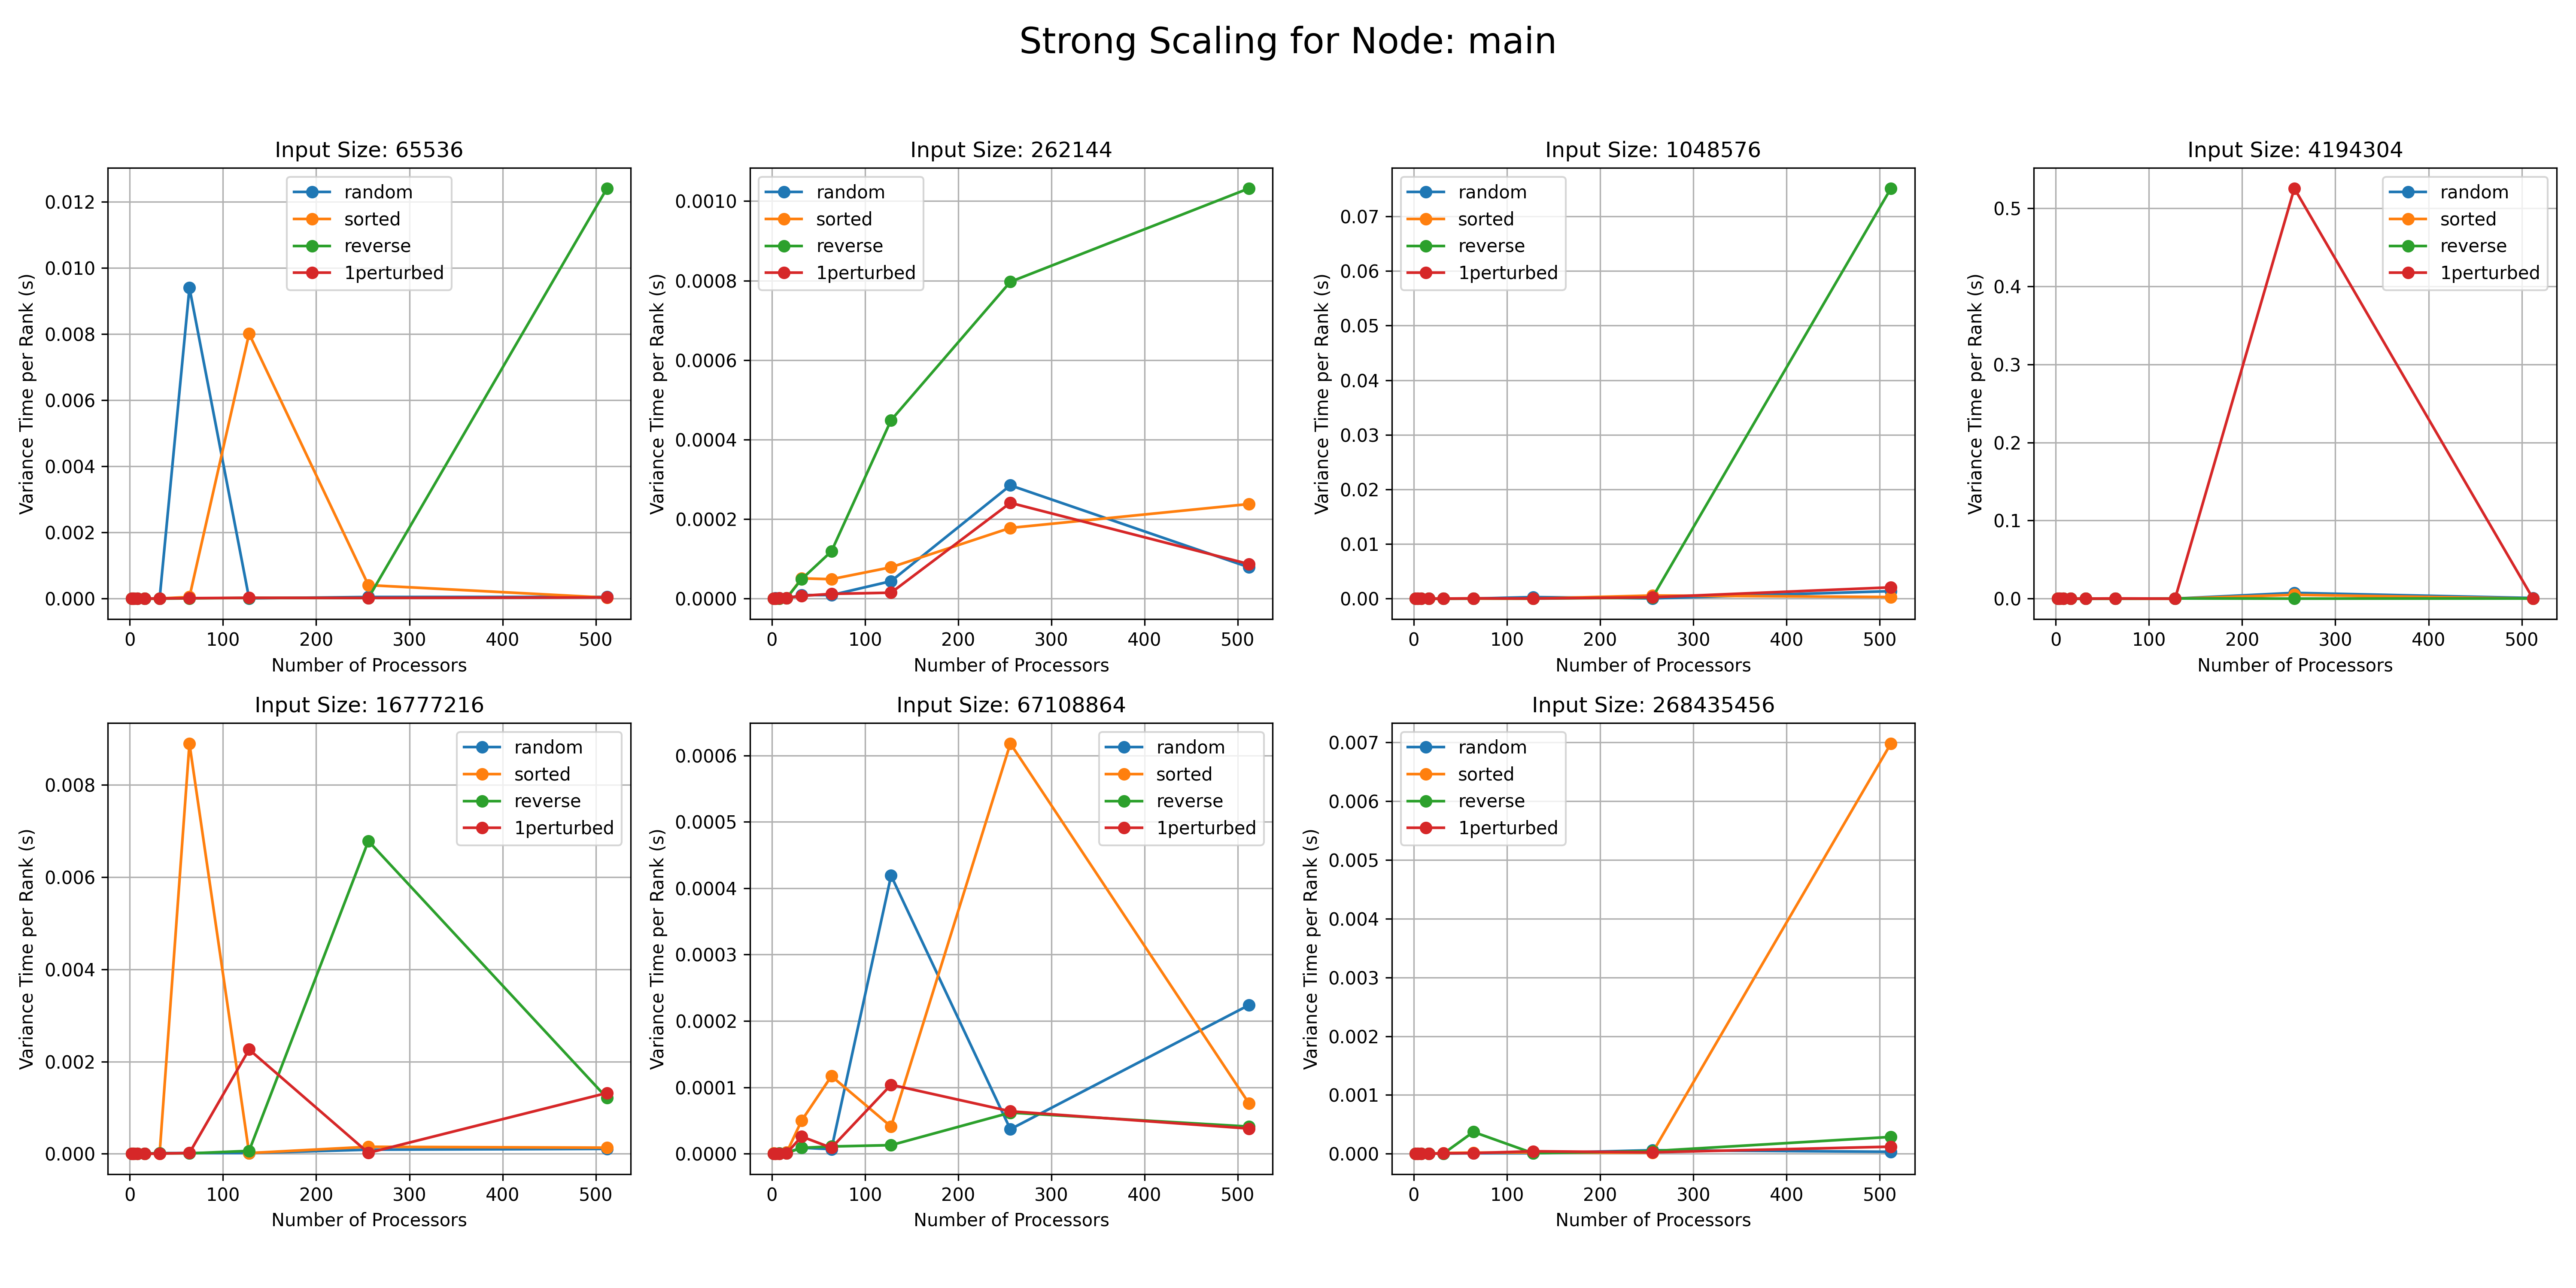 Strong Scaling for Node: main
Input Size: 65536
Variance Time per Rank (s)
0.012
0.010
0.008
0.006
0.004
0.002
0.000
random
sorted
reverse
1perturbed
0 100 200 300 400 500
Number of Processors
Input Size: 262144
Variance Time per Rank (s)
0.0010
0.0008
0.0006
0.0004
0.0002
0.0000
random
sorted
reverse
1perturbed
0 100 200 300 400 500
Number of Processors
Input Size: 1048576
Variance Time per Rank (s)
0.07
0.06
0.05
0.04
0.03
0.02
0.01
0.00
random
sorted
reverse
1perturbed
0 100 200 300 400 500
Number of Processors
Input Size: 4194304
Variance Time per Rank (s)
0.5
0.4
0.3
0.2
0.1
0.0
random
sorted
reverse
1perturbed
0 100 200 300 400 500
Number of Processors
Input Size: 16777216
Variance Time per Rank (s)
0.008
0.006
0.004
0.002
0.000
random
sorted
reverse
1perturbed
0 100 200 300 400 500
Number of Processors
Input Size: 67108864
Variance Time per Rank (s)
0.0006
0.0005
0.0004
0.0003
0.0002
0.0001
0.0000
random
sorted
reverse
1perturbed
0 100 200 300 400 500
Number of Processors
Input Size: 268435456
Variance Time per Rank (s)
0.007
0.006
0.005
0.004
0.003
0.002
0.001
0.000
random
sorted
reverse
1perturbed
0 100 200 300 400 500
Number of Processors